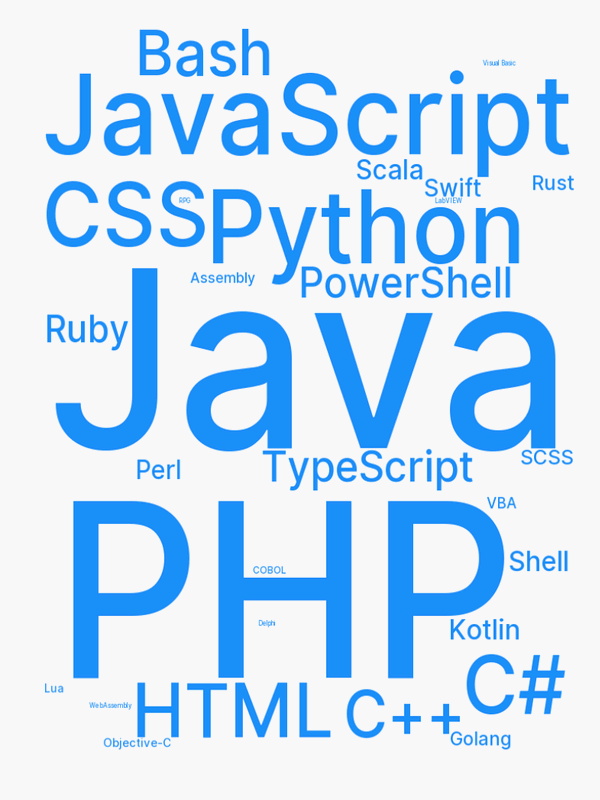 Bash
Visual Basic
JavaScript
Scala
Swift
Rust
CSS
RPG
LabVIEW
Python
Assembly
PowerShell
Ruby
Java
Perl
TypeScript
SCSS
VBA
PHP
Shell
COBOL
Delphi
Kotlin
Lua
WebAssembly
HTML
C++
C#
Objective-C
Golang